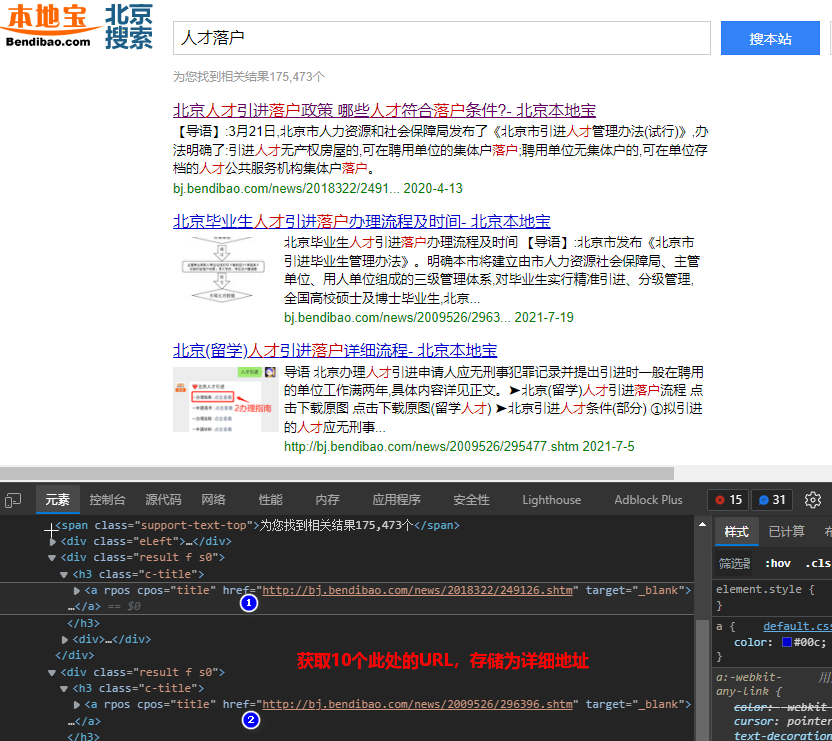 本地宝 北京
Bendibao.com 搜索
人才落户
搜本站
为您找到相关结果175,473个
北京人才引进落户政策 哪些人才符合落户条件?- 北京本地宝
【导语】:3月21日,北京市人力资源和社会保障局发布了《北京市引进人才管理办法(试行)》,办
法明确了:引进人才无产权房屋的,可在聘用单位的集体户落户;聘用单位无集体户的,可在单位存
档的人才公共服务机构集体户落户。
bj.bendibao.com/news/2018322/2491... 2020-4-13
北京毕业生人才引进落户办理流程及时间- 北京本地宝
北京毕业生人才引进落户办理流程及时间 【导语】:北京市发布《北京市
引进毕业生管理办法》。明确本市将建立由市人力资源社会保障局、主管
单位、用人单位组成的三级管理体系,对毕业生实行精准引进、分级管理,
全国高校硕士及博士毕业生,北京...
bj.bendibao.com/news/2009526/2963... 2021-7-19
北京(留学)人才引进落户详细流程- 北京本地宝
2办理指南
导语 北京办理人才引进申请人应无刑事犯罪记录并提出引进时一般在聘用
的单位工作满两年,具体内容详见正文。➤北京(留学)人才引进落户流程 点
击下载原图 点击下载原图(留学人才) ➤北京引进人才条件(部分) ①拟引进
的人才应无刑事...
http://bj.bendibao.com/news/2009526/295477.shtm 2021-7-5
元素 控制台 源代码 网络 性能 内存 应用程序 安全性 Lighthouse Adblock Plus 15 31
<span class="support-text-top">为您找到相关结果175,473个</span>
<div class="eLeft">…</div>
<div class="result f s0">
<h3 class="c-title">
<a rpos cpos="title" href="http://bj.bendibao.com/news/2018322/249126.shtm" target="_blank">
…</a> == $0
1
</h3>
<div>…</div>
</div>
<div class="result f s0">
<h3 class="c-title">
<a rpos cpos="title" href="http://bj.bendibao.com/news/2009526/296396.shtm" target="_blank">
…</a>
2
</h3>
获取10个此处的URL，存储为详细地址
样式 已计算 布
筛选器 :hov .cls
element.style {
}
a { default.css
color: #00c;
}
a:-webkit-
any-link {
color: -webkit
cursor: pointer
text-decoration